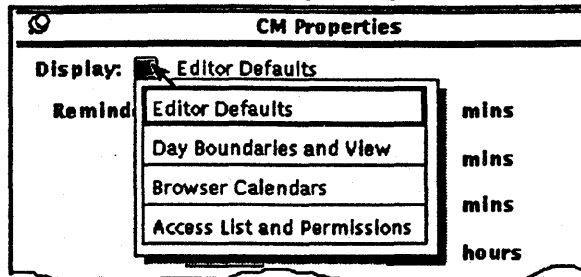 CM Properties
Display: Editor Defaults
Remind
Editor Defaults
mins
Day Boundaries and View
mins
Browser Calendars
mins
Access List and Permissions
hours